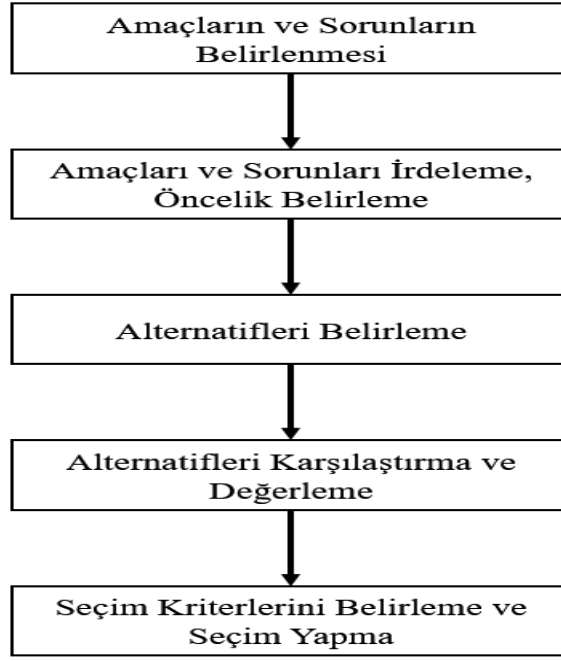 Amaçların ve Sorunların
Belirlenmesi
Amaçları ve Sorunları İrdeleme,
Öncelik Belirleme
Alternatifleri Belirleme
Alternatifleri Karşılaştırma ve
Değerleme
Seçim Kriterlerini Belirleme ve
Seçim Yapma